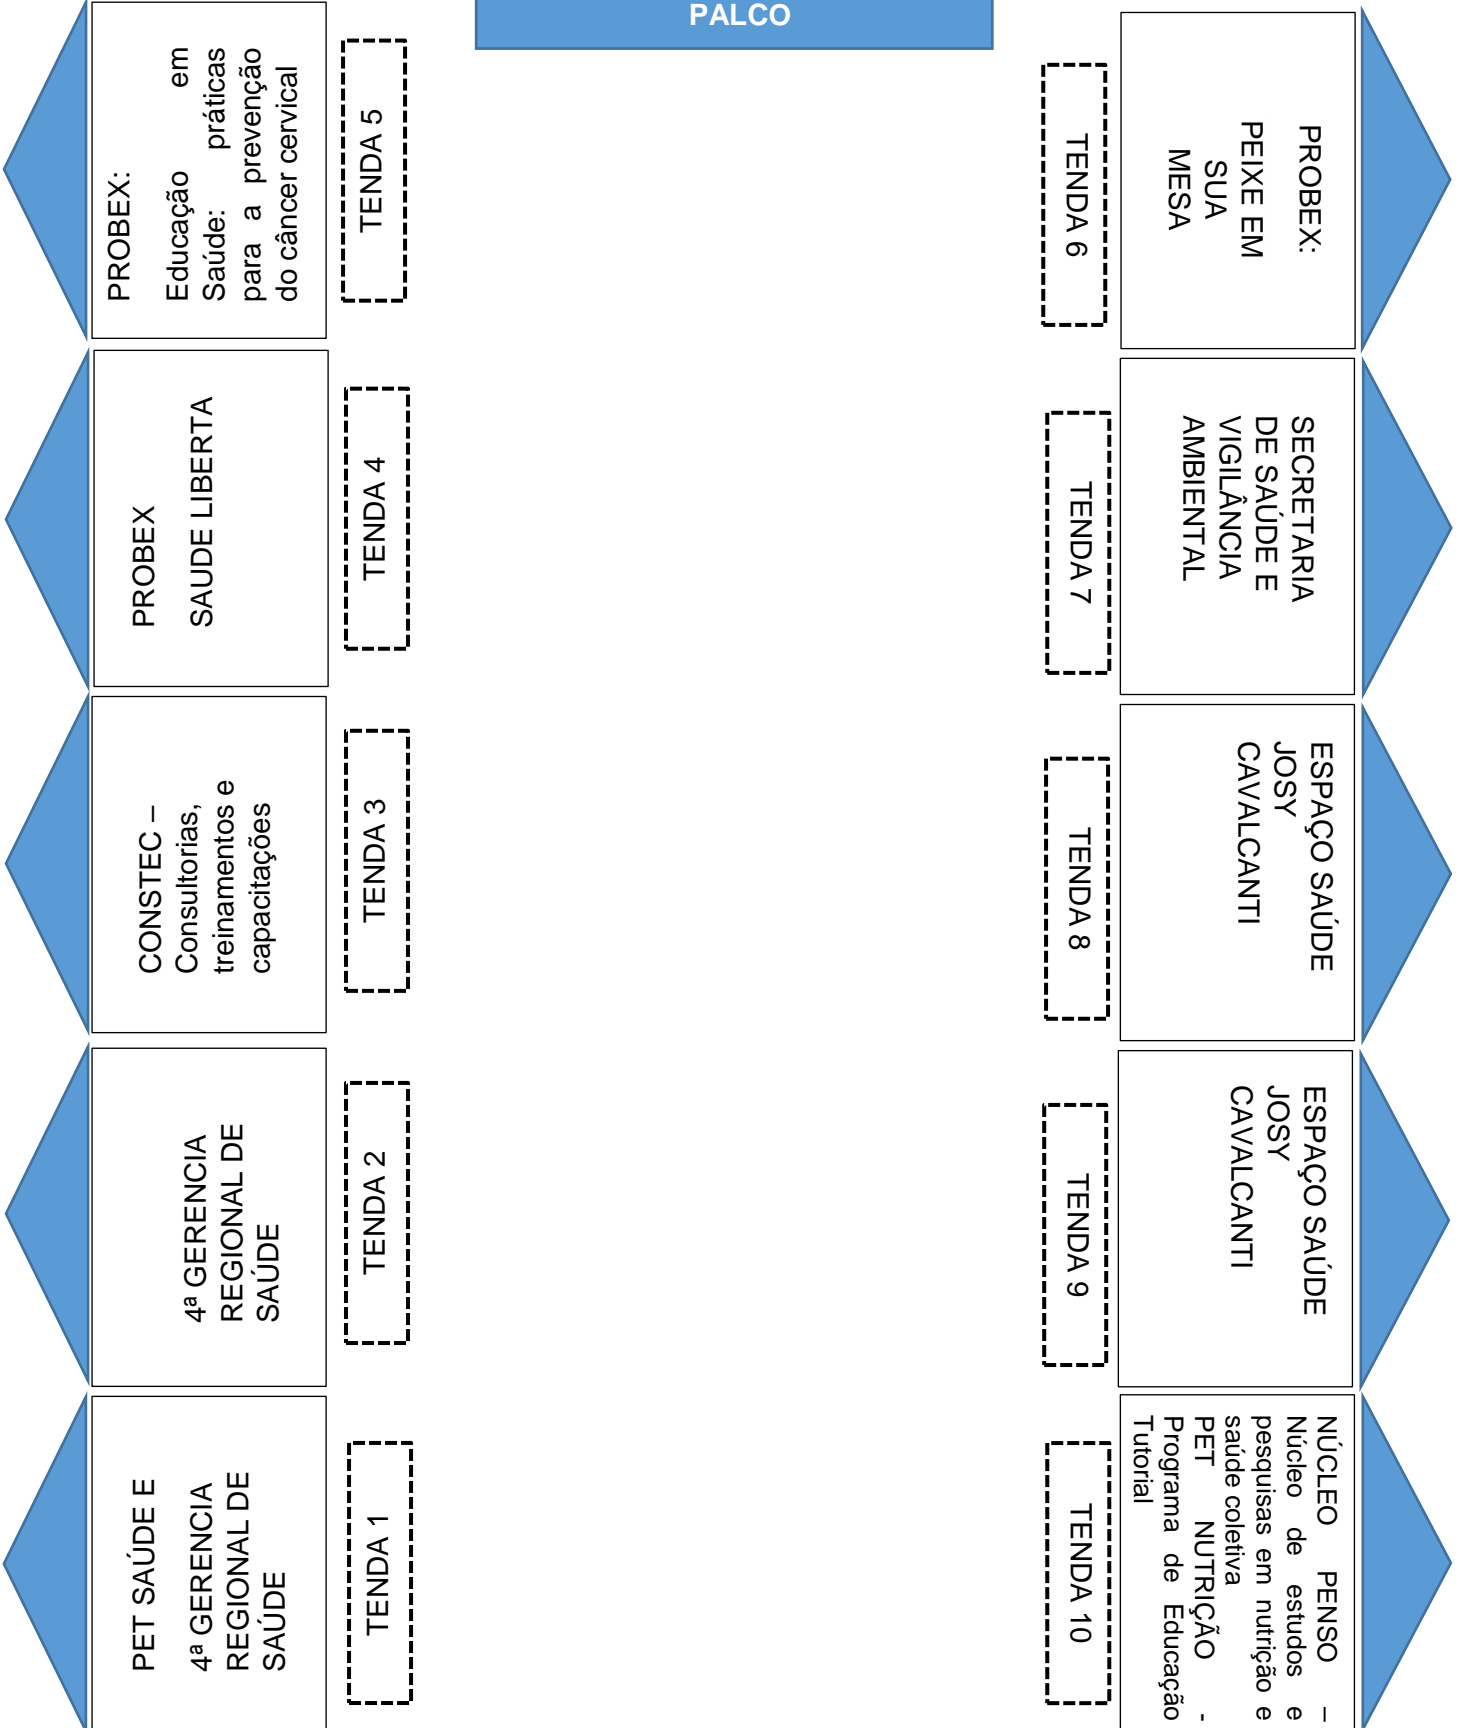 PALCO
PROBEX:
Educação em
Saúde: práticas
para a prevenção
do câncer cervical
TENDA 5
PROBEX
SAUDE LIBERTA
TENDA 4
CONSTEC –
Consultorias,
treinamentos e
capacitações
TENDA 3
4ª GERENCIA
REGIONAL DE
SAÚDE
TENDA 2
PET SAÚDE E
4ª GERENCIA
REGIONAL DE
SAÚDE
TENDA 1
PROBEX:
PEIXE EM
SUA
MESA
TENDA 6
SECRETARIA
DE SAÚDE E
VIGILÂNCIA
AMBIENTAL
TENDA 7
ESPAÇO SAÚDE
JOSY
CAVALCANTI
TENDA 8
ESPAÇO SAÚDE
JOSY
CAVALCANTI
TENDA 9
NÚCLEO PENSO –
Núcleo de estudos e
pesquisas em nutrição e
saúde coletiva
PET NUTRIÇÃO -
Programa de Educação
Tutorial
TENDA 10